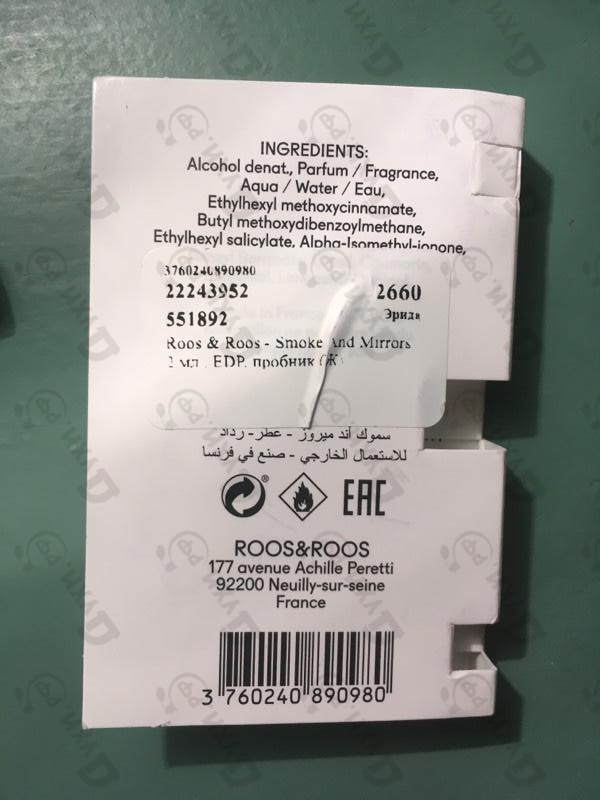 INGREDIENTS:
Alcohol denat., Parfum / Fragrance,
Aqua / Water / Eau,
Ethylhexyl methoxycinnamate,
Butyl methoxydibenzoylmethane,
Ethylhexyl salicylate, Alpha-Isomethyl-ionone,
3760240890980
22243952 2660
551892 Эрида
Roos & Roos - Smoke And Mirrors
2 мл , EDP, пробник (Ж)
سموك أند ميروز - عطر- رذاذ
للاستعمال الخارجي - صنع في فرنسا
EAC
ROOS&ROOS
177 avenue Achille Peretti
92200 Neuilly-sur-seine
France
3 760240 890980